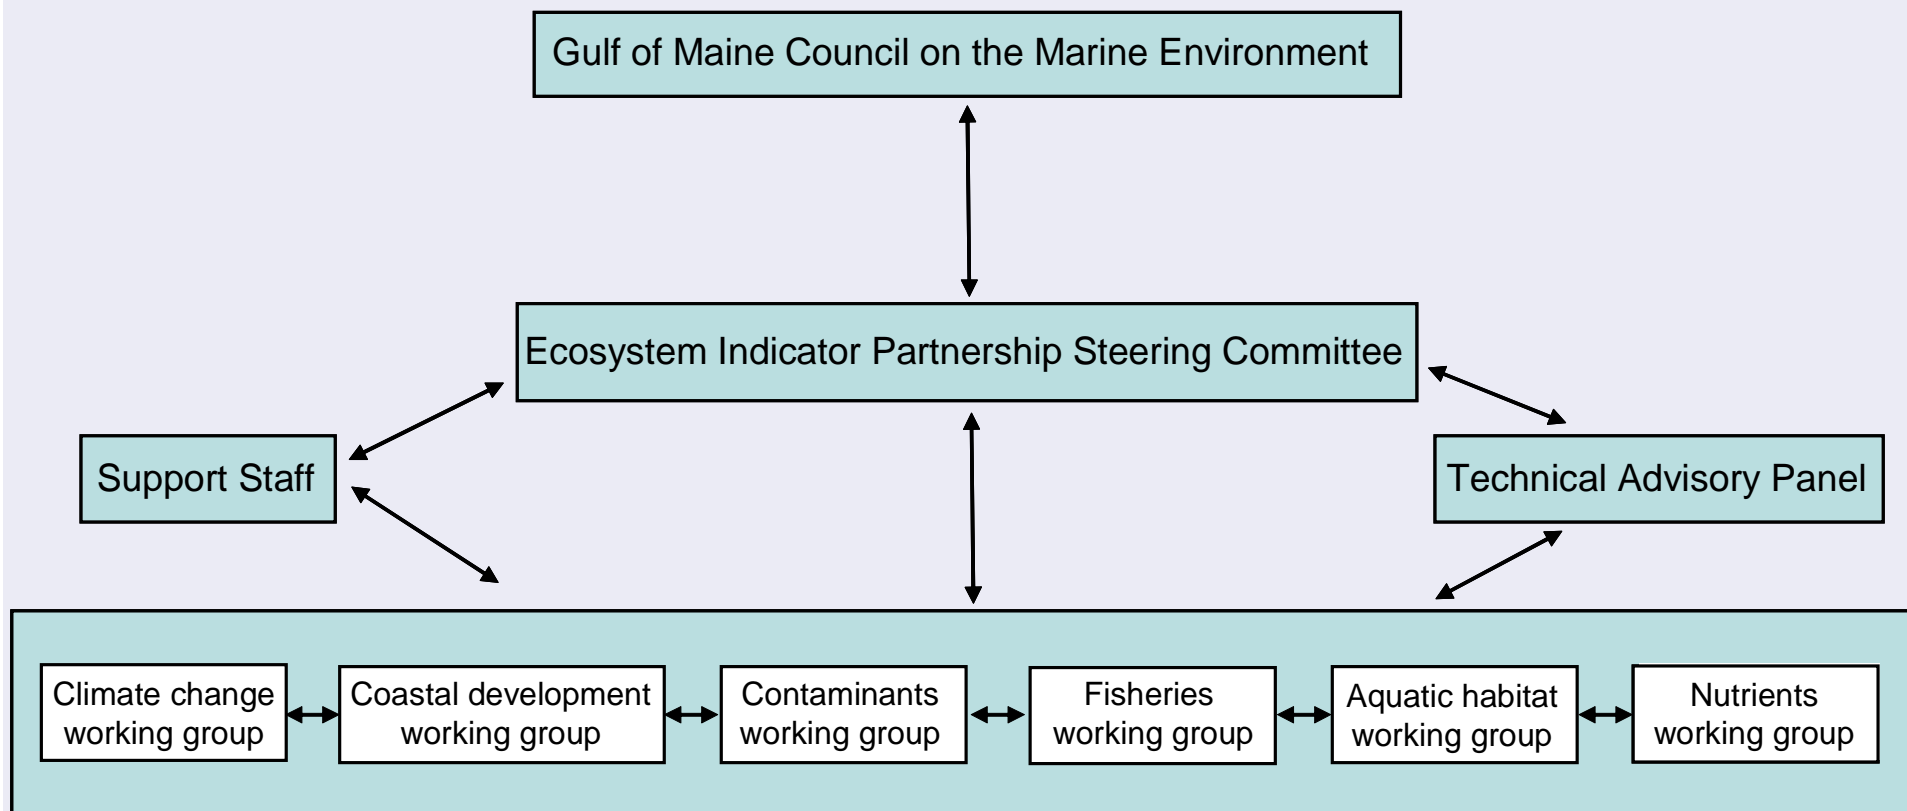 Gulf of Maine Council on the Marine Environment
Ecosystem Indicator Partnership Steering Committee
Support Staff
Technical Advisory Panel
Climate change
working group
Coastal development
working group
Contaminants
working group
Fisheries
working group
Aquatic habitat
working group
Nutrients
working group